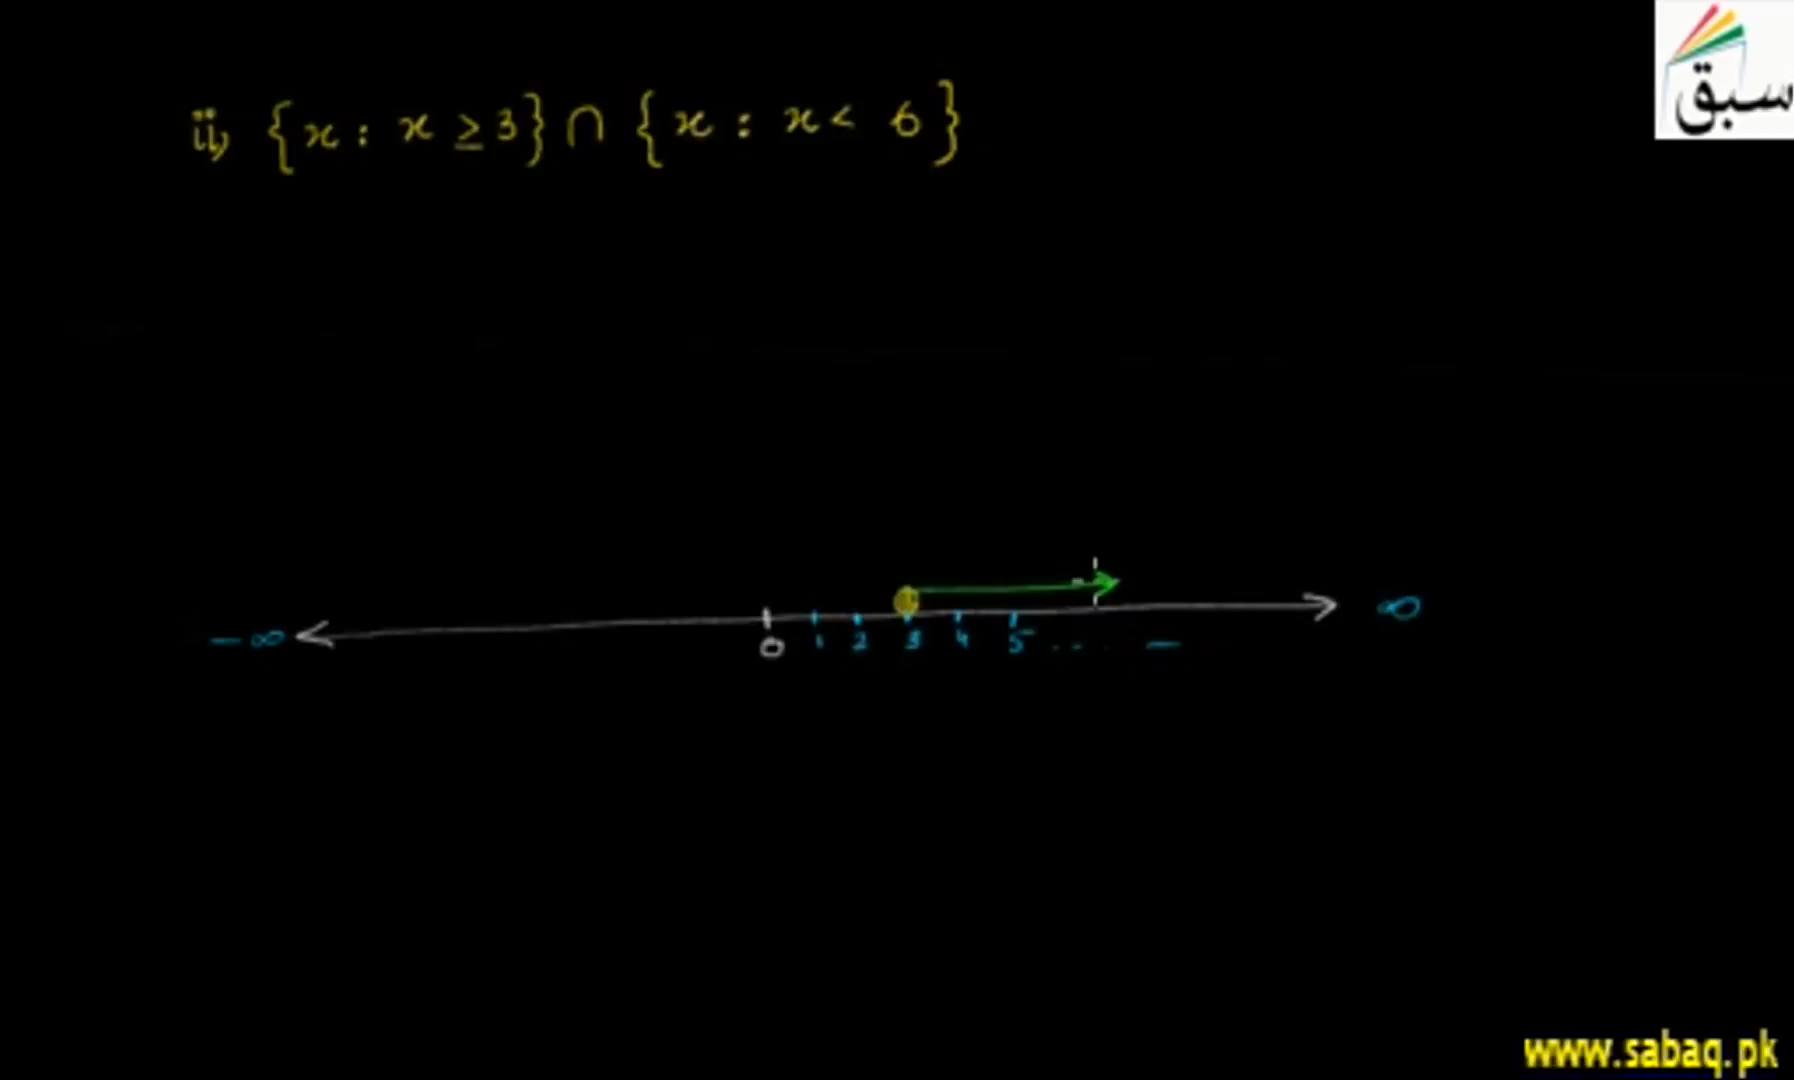 سبق
ii) {x : x ≥ 3} ∩ {x : x < 6}
-∞ 0 1 2 3 4 5 ... - ∞
www.sabaq.pk